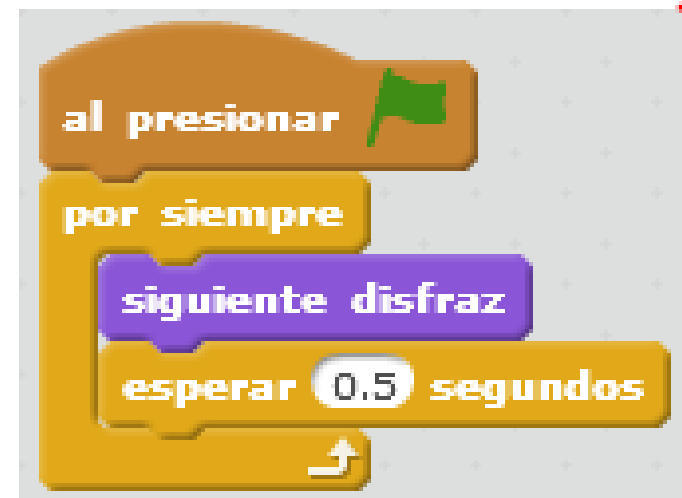 al presionar
por siempre
siguiente disfraz
esperar 0.5 segundos